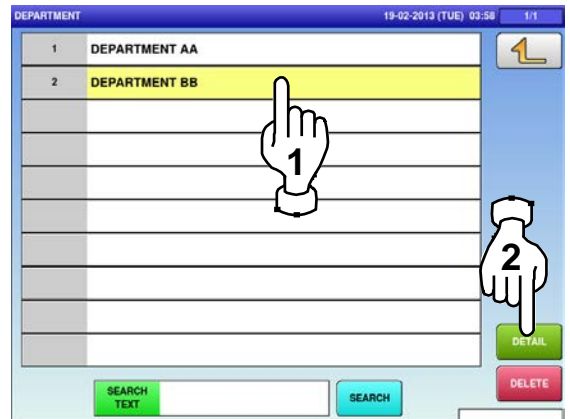 DEPARTMENT 19-02-2013 (TUE) 03:58 1/1
1 DEPARTMENT AA
2 DEPARTMENT BB
1
2
DETAIL
SEARCH TEXT SEARCH DELETE